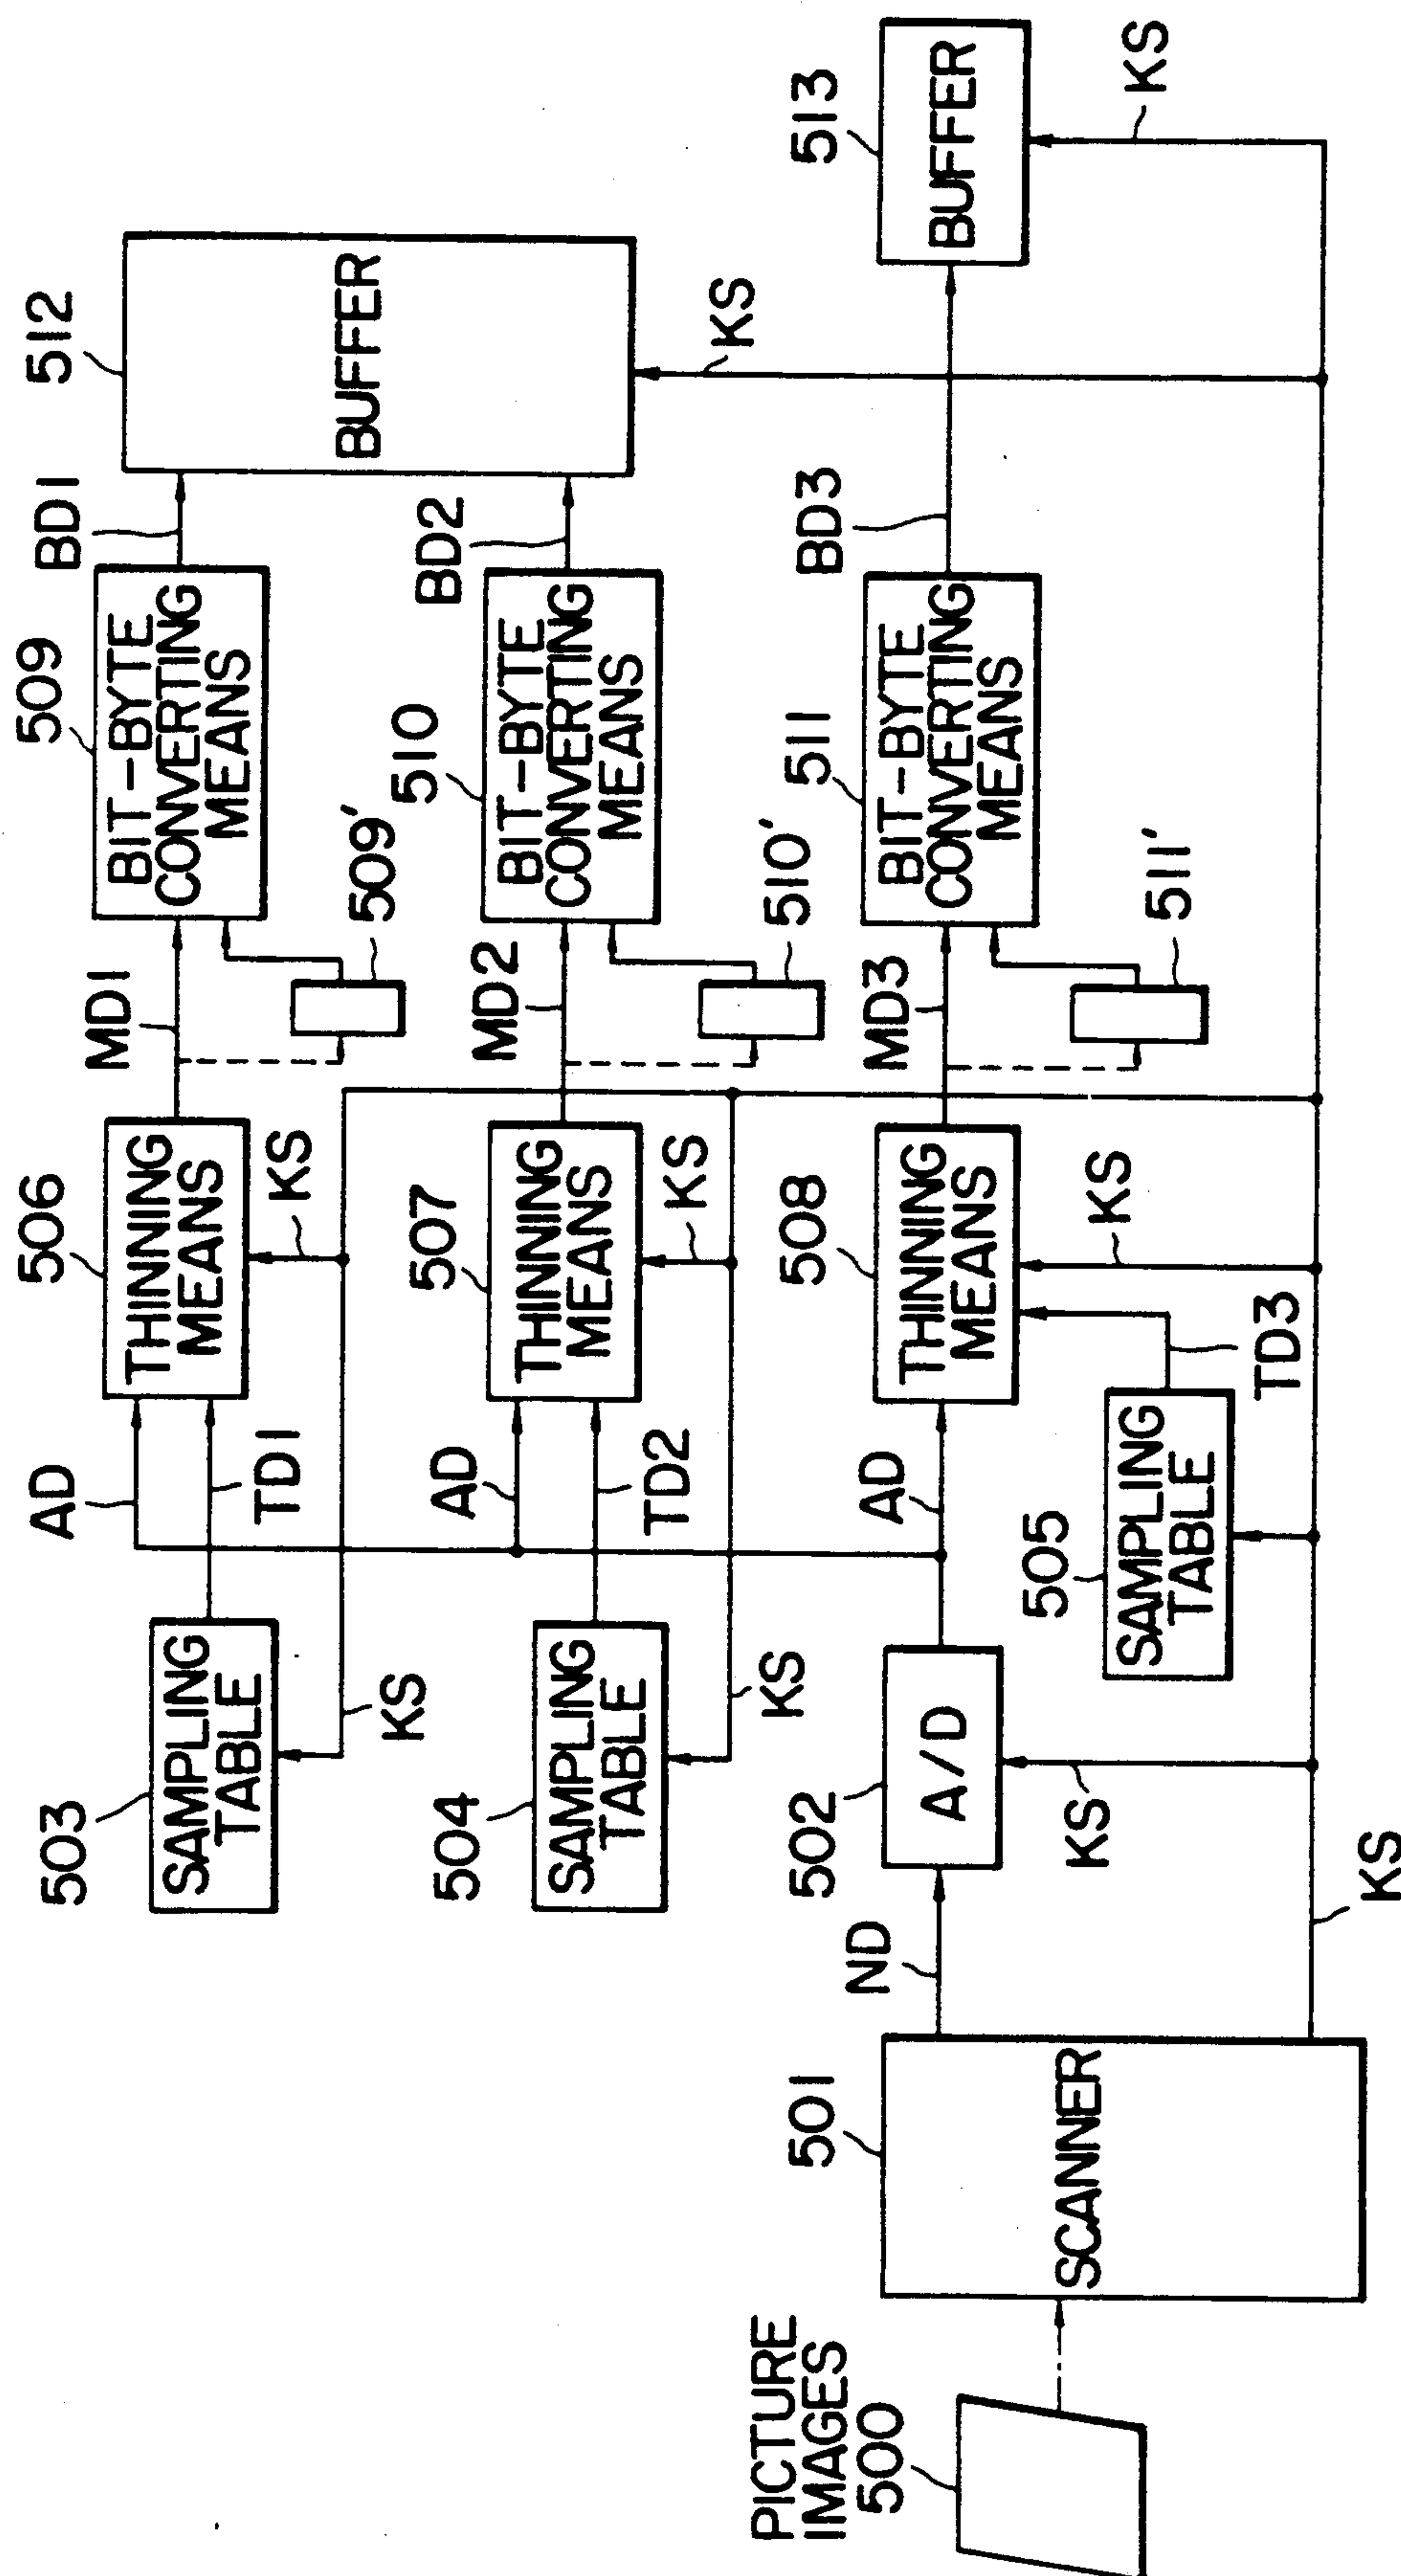 PICTURE
IMAGES
500
501
SCANNER
ND
KS
502
A/D
KS
503
SAMPLING
TABLE
KS
504
SAMPLING
TABLE
KS
505
SAMPLING
TABLE
AD
TD1
AD
TD2
AD
TD3
506
THINNING
MEANS
KS
507
THINNING
MEANS
KS
508
THINNING
MEANS
KS
MD1
509'
MD2
510'
MD3
511'
509
BIT-BYTE
CONVERTING
MEANS
510
BIT-BYTE
CONVERTING
MEANS
511
BIT-BYTE
CONVERTING
MEANS
BD1
BD2
BD3
512
BUFFER
KS
513
BUFFER
KS